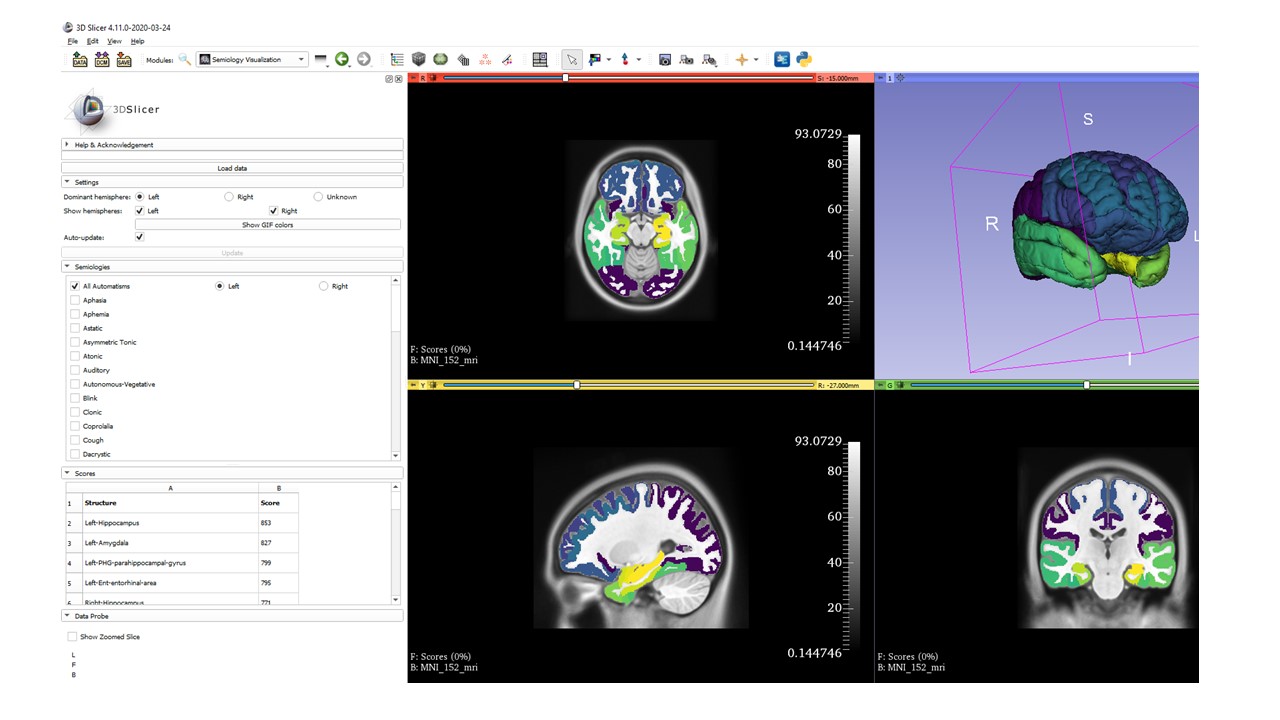 3D Slicer 4.11.0-2020-03-24
File Edit View Help
DATA DCM SAVE Modules: Semiology Visualization
3DSlicer
Help & Acknowledgement
Load data
Settings
Dominant hemisphere: Left Right Unknown
Show hemispheres: Left Right
Show GIF colors
Auto-update:
Update
Semiologies
All Automatisms Left Right
Aphasia
Aphemia
Astatic
Asymmetric Tonic
Atonic
Auditory
Autonomous-Vegetative
Blink
Clonic
Coprolalia
Cough
Dacrystic
Scores
A B
1 Structure Score
2 Left-Hippocampus 853
3 Left-Amygdala 827
4 Left-PHG-parahippocampal-gyrus 799
5 Left-Ent-entorhinal-area 795
6 Right-Hippocampus 771
Data Probe
Show Zoomed Slice
L
F
B
R S: -15.000mm
93.0729
80
60
40
20
0.144746
F: Scores (0%)
B: MNI_152_mri
1
S
R
L
I
Y R: -27.000mm
93.0729
80
60
40
20
0.144746
F: Scores (0%)
B: MNI_152_mri
G
F: Scores (0%)
B: MNI_152_mri